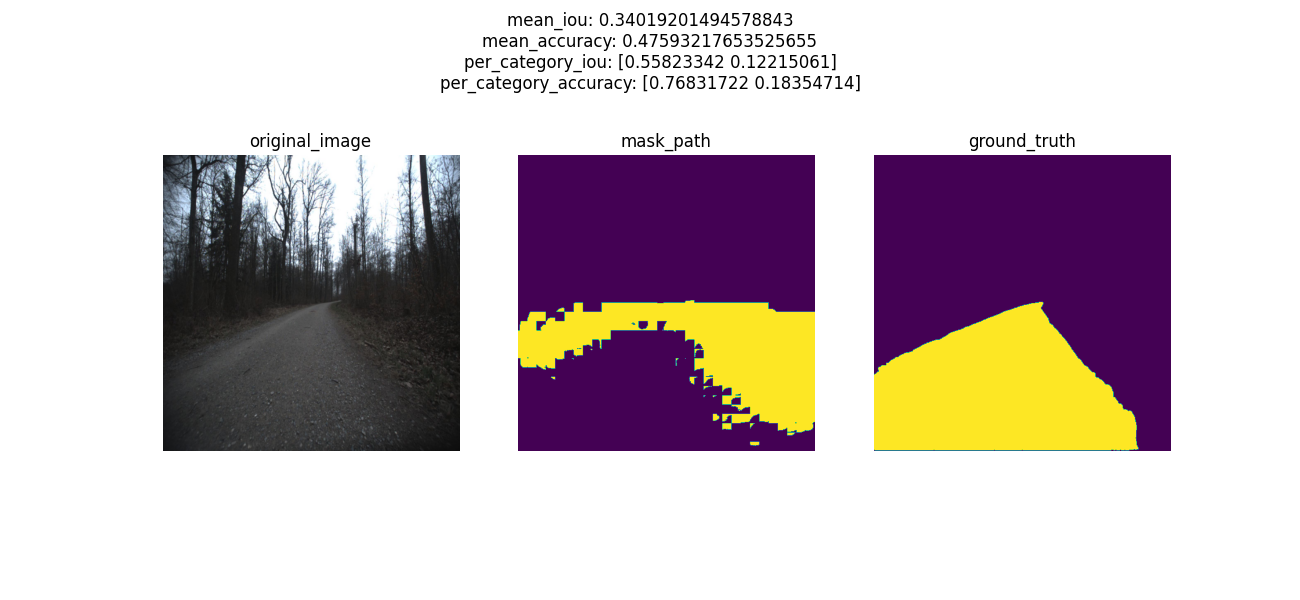 mean_iou: 0.34019201494578843
mean_accuracy: 0.47593217653525655
per_category_iou: [0.55823342 0.12215061]
per_category_accuracy: [0.76831722 0.18354714]
original_image
mask_path
ground_truth